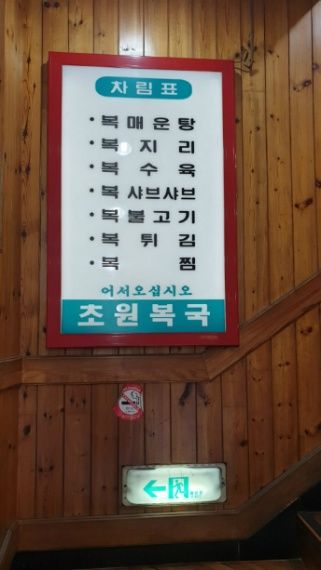 차림표
·복매운탕
·복지리
·복수육
·복샤브샤브
·복불고기
·복튀김
·복찜
어서오십시오
초원복국